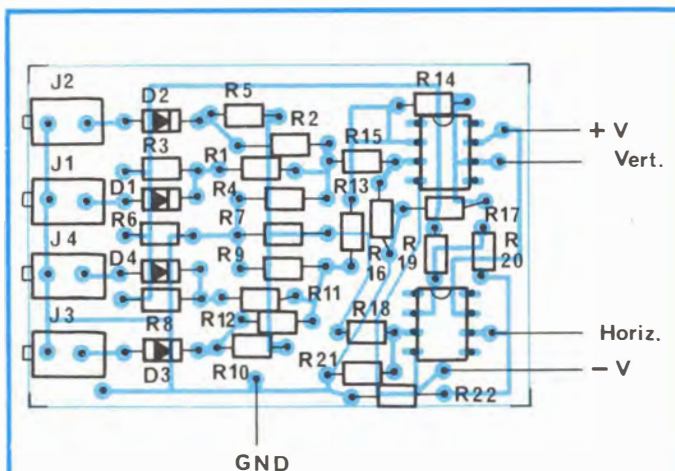 J2
D2
R5
R14
R2
R3
R1
R15
+ V
Vert.
J1
D1
R4
R13
R6
R7
R17
J4
D4
R9
R 16
R 19
R 20
R11
R8
R12
R18
J3
Horiz.
D3
R10
R21
R22
− V
GND